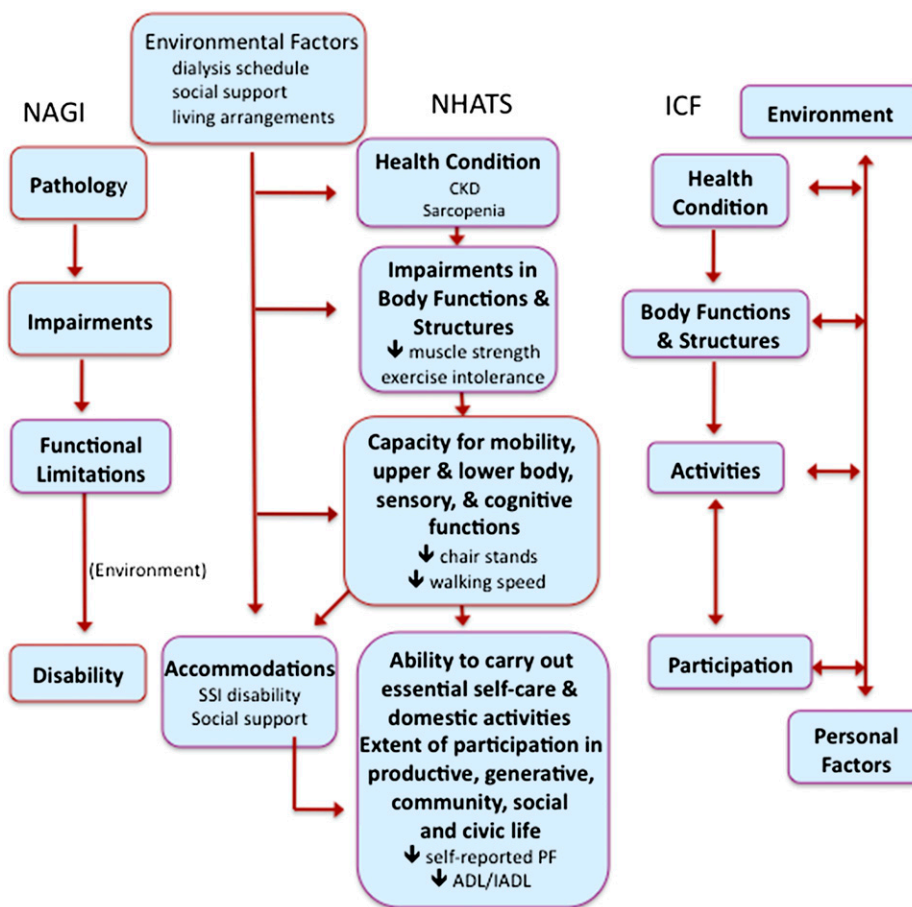 NAGI
Pathology
Impairments
Functional
Limitations
(Environment)
Disability
Environmental Factors
dialysis schedule
social support
living arrangements
NHATS
Health Condition
CKD
Sarcopenia
Impairments in
Body Functions &
Structures
↓ muscle strength
exercise intolerance
Capacity for mobility,
upper & lower body,
sensory, & cognitive
functions
↓ chair stands
↓ walking speed
Accommodations
SSI disability
Social support
Ability to carry out
essential self-care &
domestic activities
Extent of participation in
productive, generative,
community, social
and civic life
↓ self-reported PF
↓ ADL/IADL
ICF
Environment
Health
Condition
Body Functions
& Structures
Activities
Participation
Personal
Factors